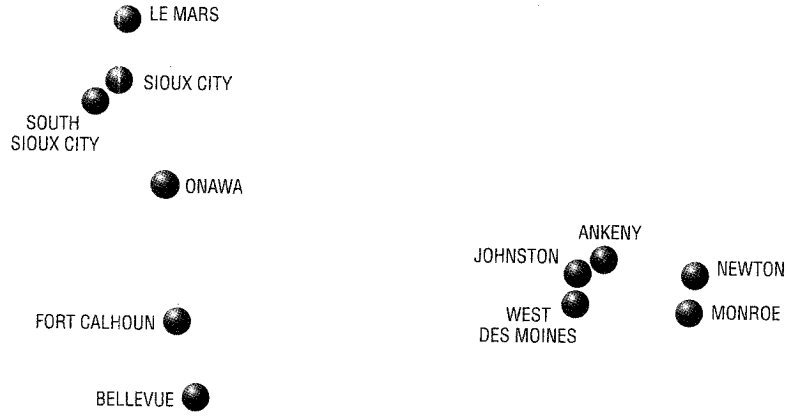 LE MARS
SIOUX CITY
SOUTH
SIOUX CITY
ONAWA
ANKENY
JOHNSTON
NEWTON
WEST
DES MOINES
MONROE
FORT CALHOUN
BELLEVUE